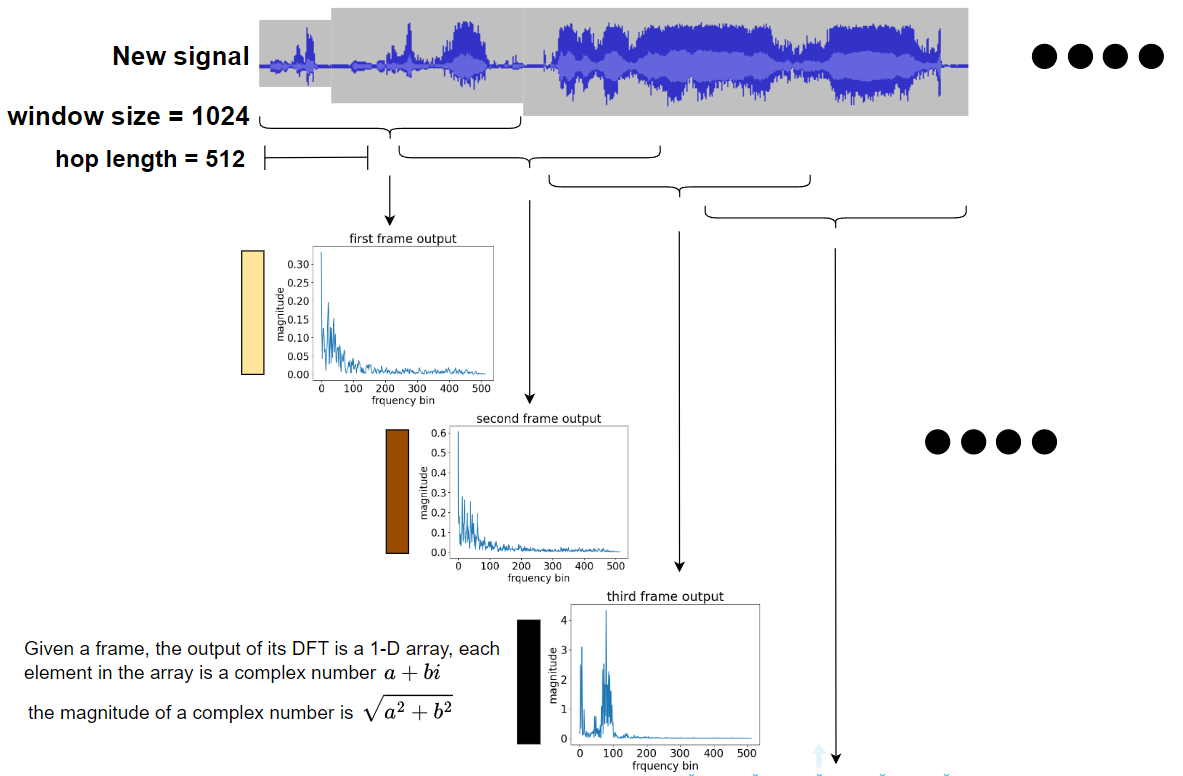 New signal
window size = 1024
hop length = 512
first frame output
magnitude
0.30
0.25
0.20
0.15
0.10
0.05
0.00
0 100 200 300 400 500
frquency bin
second frame output
magnitude
0.6
0.5
0.4
0.3
0.2
0.1
0.0
0 100 200 300 400 500
frquency bin
third frame output
magnitude
4
3
2
1
0
0 100 200 300 400 500
frquency bin
Given a frame, the output of its DFT is a 1-D array, each
element in the array is a complex number a + bi
the magnitude of a complex number is √(a² + b²)